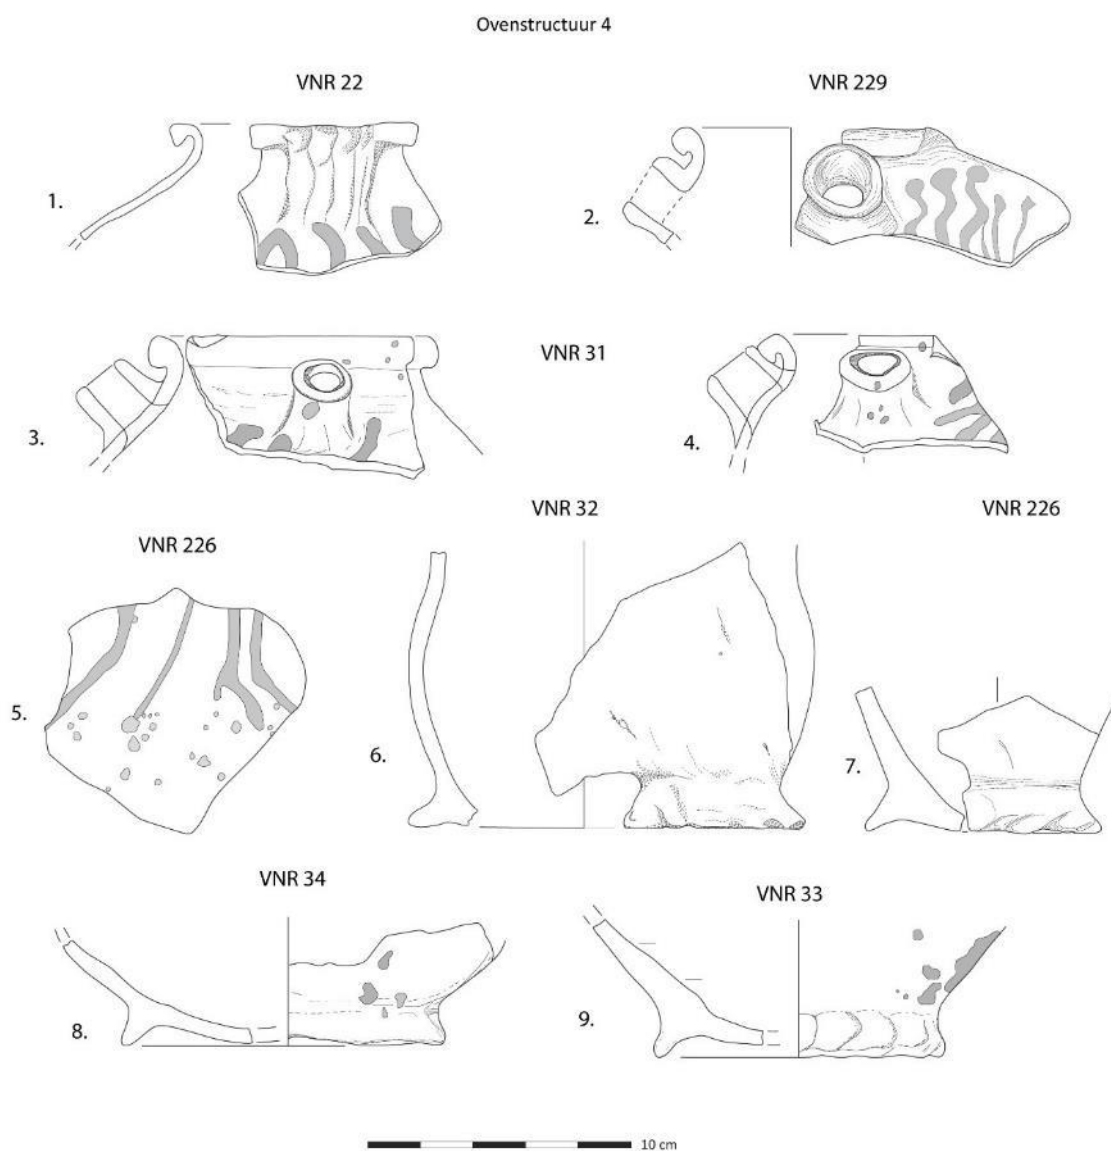 Ovenstructuur 4
VNR 22
VNR 229
1.
2.
VNR 31
3.
4.
VNR 32
VNR 226
VNR 226
5.
6.
7.
VNR 34
VNR 33
8.
9.
10 cm